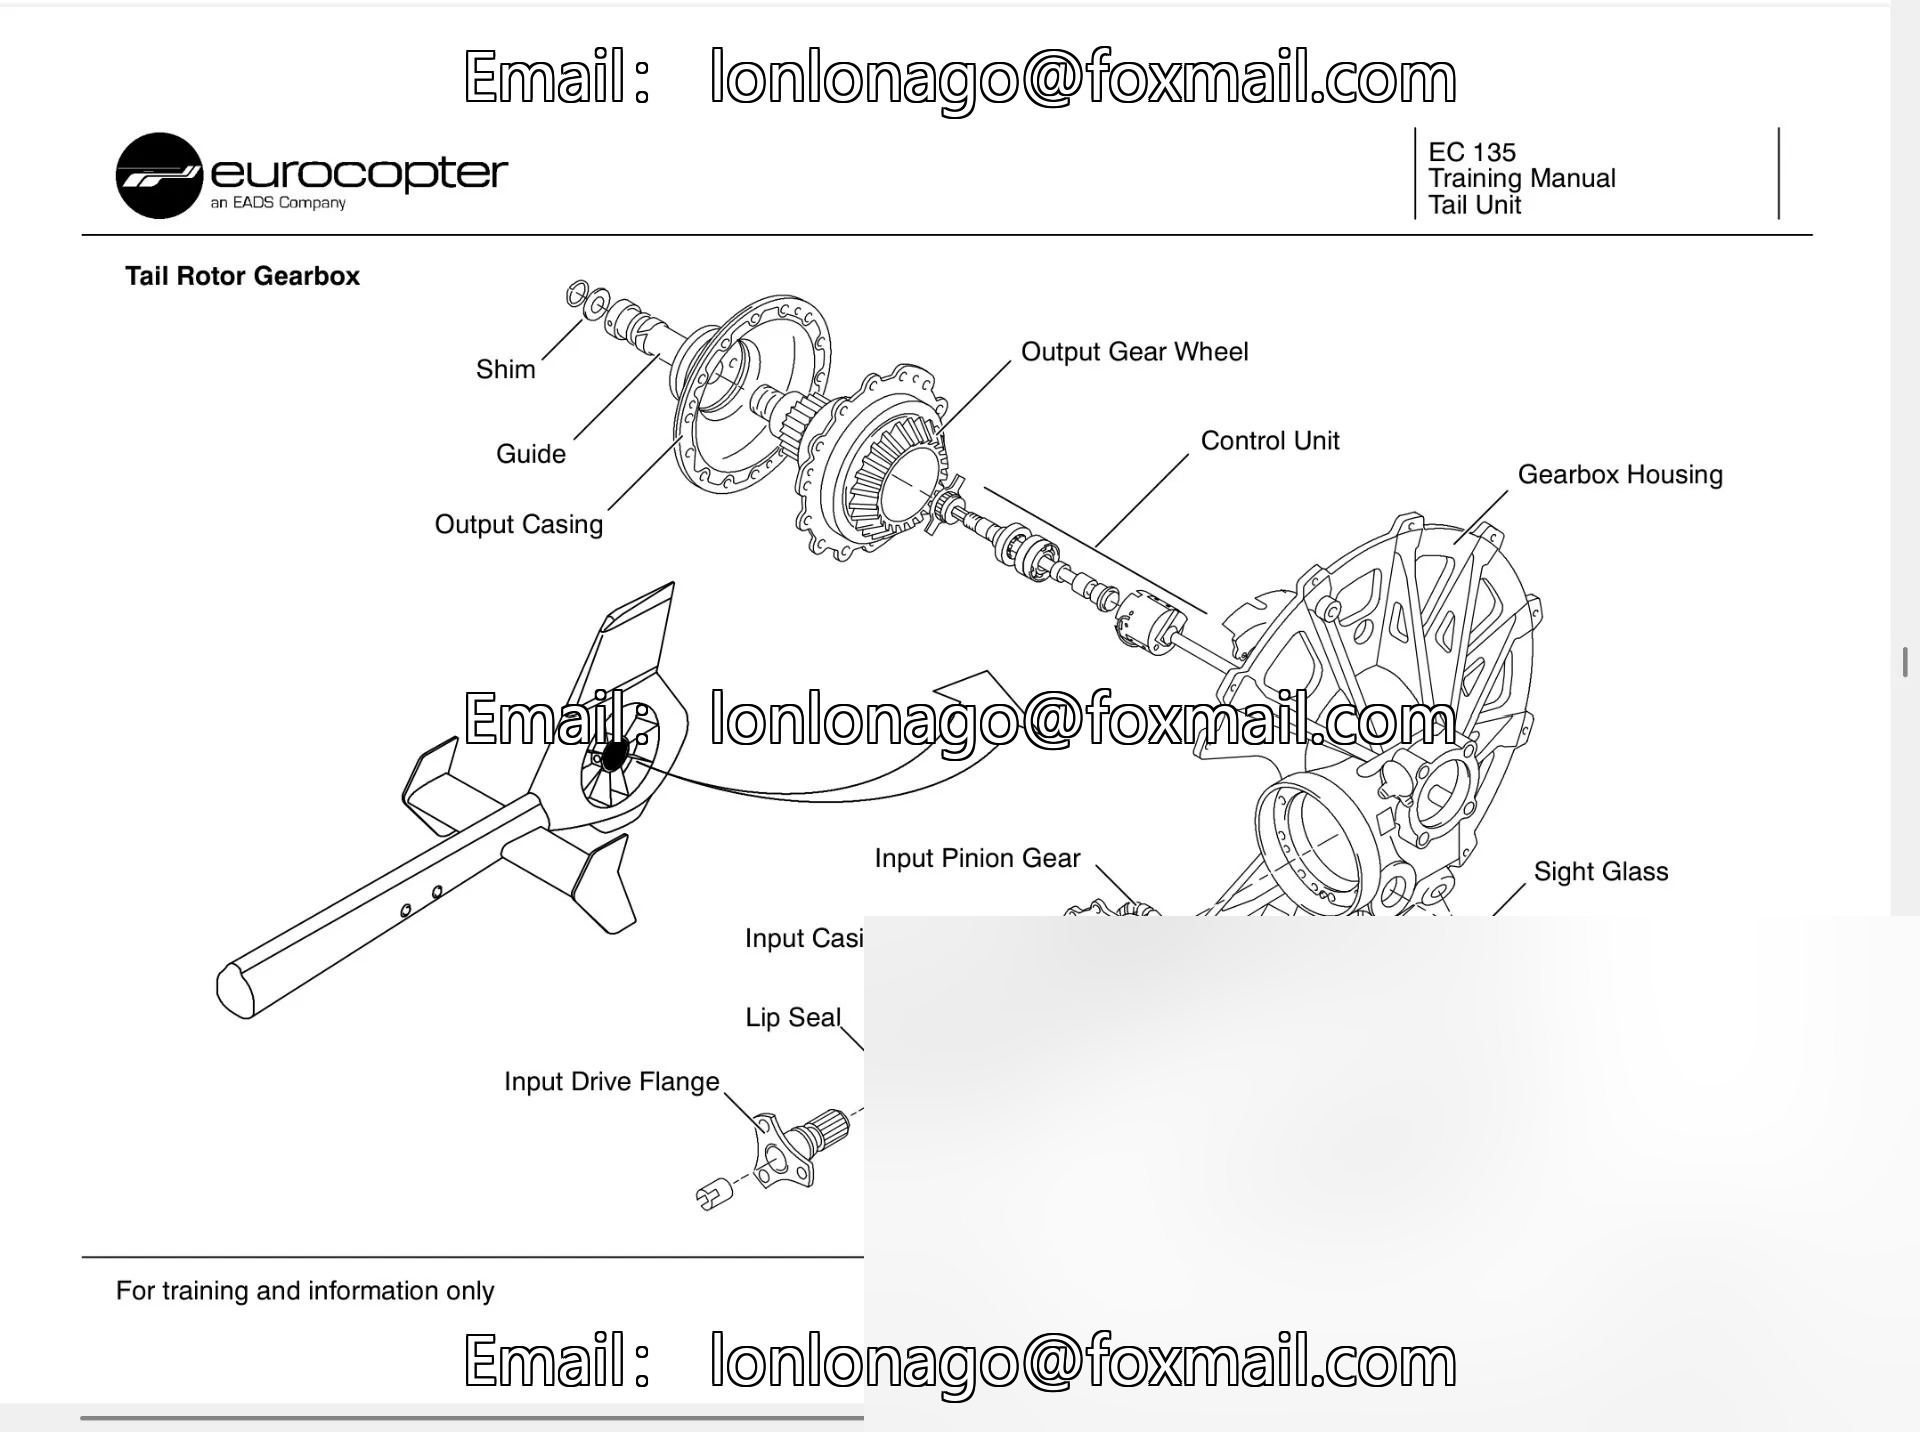 Email： lonlonago@foxmail.com
eurocopter
an EADS Company
EC 135
Training Manual
Tail Unit
Tail Rotor Gearbox
Output Gear Wheel
Shim
Control Unit
Guide
Gearbox Housing
Output Casing
Email： lonlonago@foxmail.com
Input Pinion Gear
Sight Glass
Input Casi
Lip Seal
Input Drive Flange
For training and information only
Email： lonlonago@foxmail.com